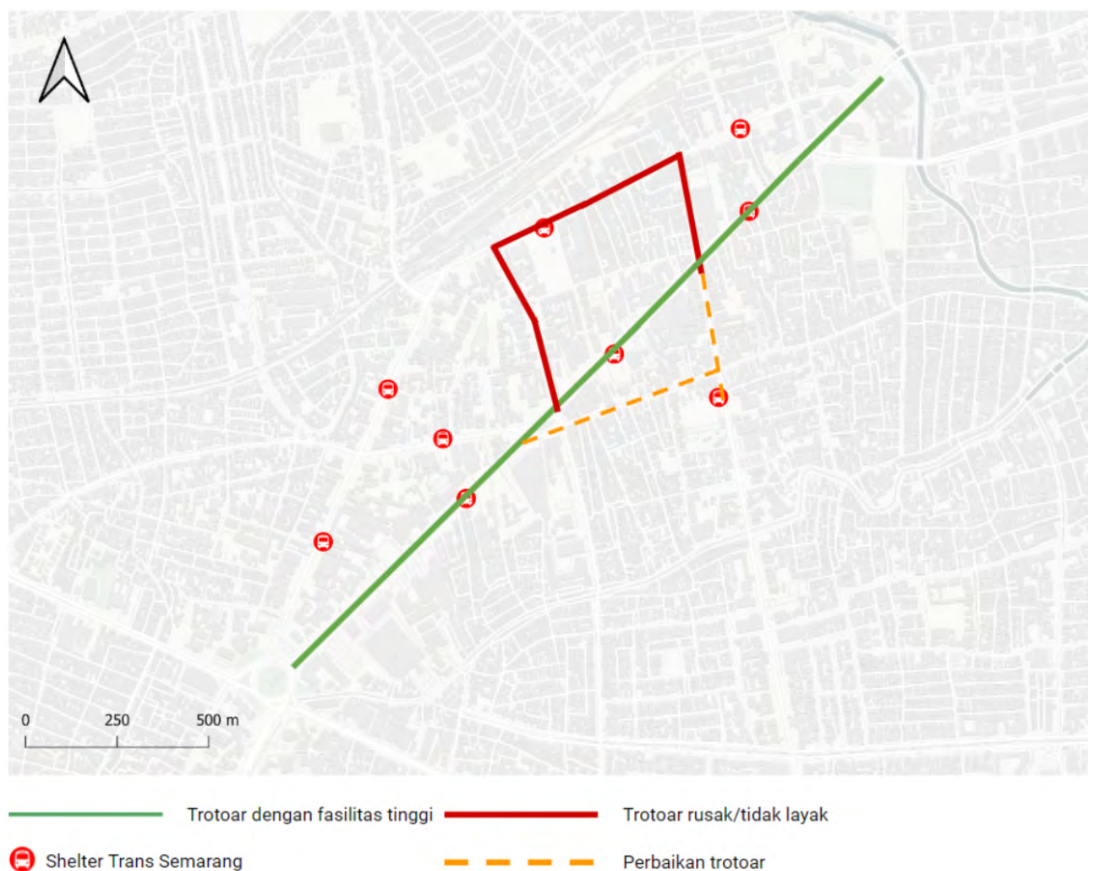 0 250 500 m
Trotoar dengan fasilitas tinggi Trotoar rusak/tidak layak
Shelter Trans Semarang Perbaikan trotoar